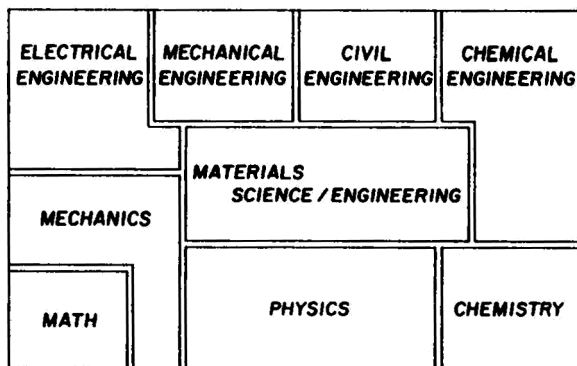 ELECTRICAL
ENGINEERING
MECHANICAL
ENGINEERING
CIVIL
ENGINEERING
CHEMICAL
ENGINEERING
MATERIALS
SCIENCE / ENGINEERING
MECHANICS
MATH
PHYSICS
CHEMISTRY